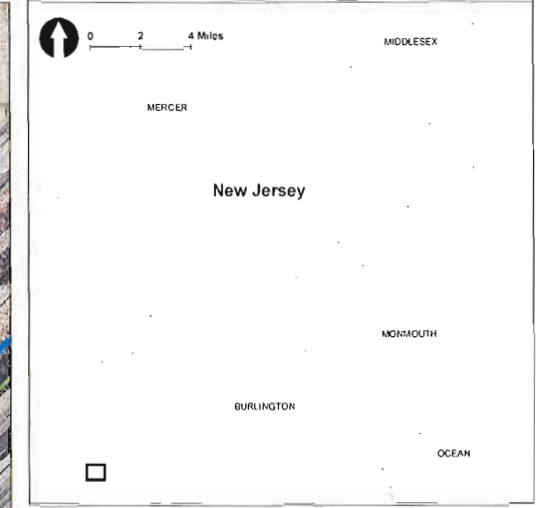 0 2 4 Miles
MIDDLESEX
MERCER
New Jersey
MONMOUTH
BURLINGTON
OCEAN